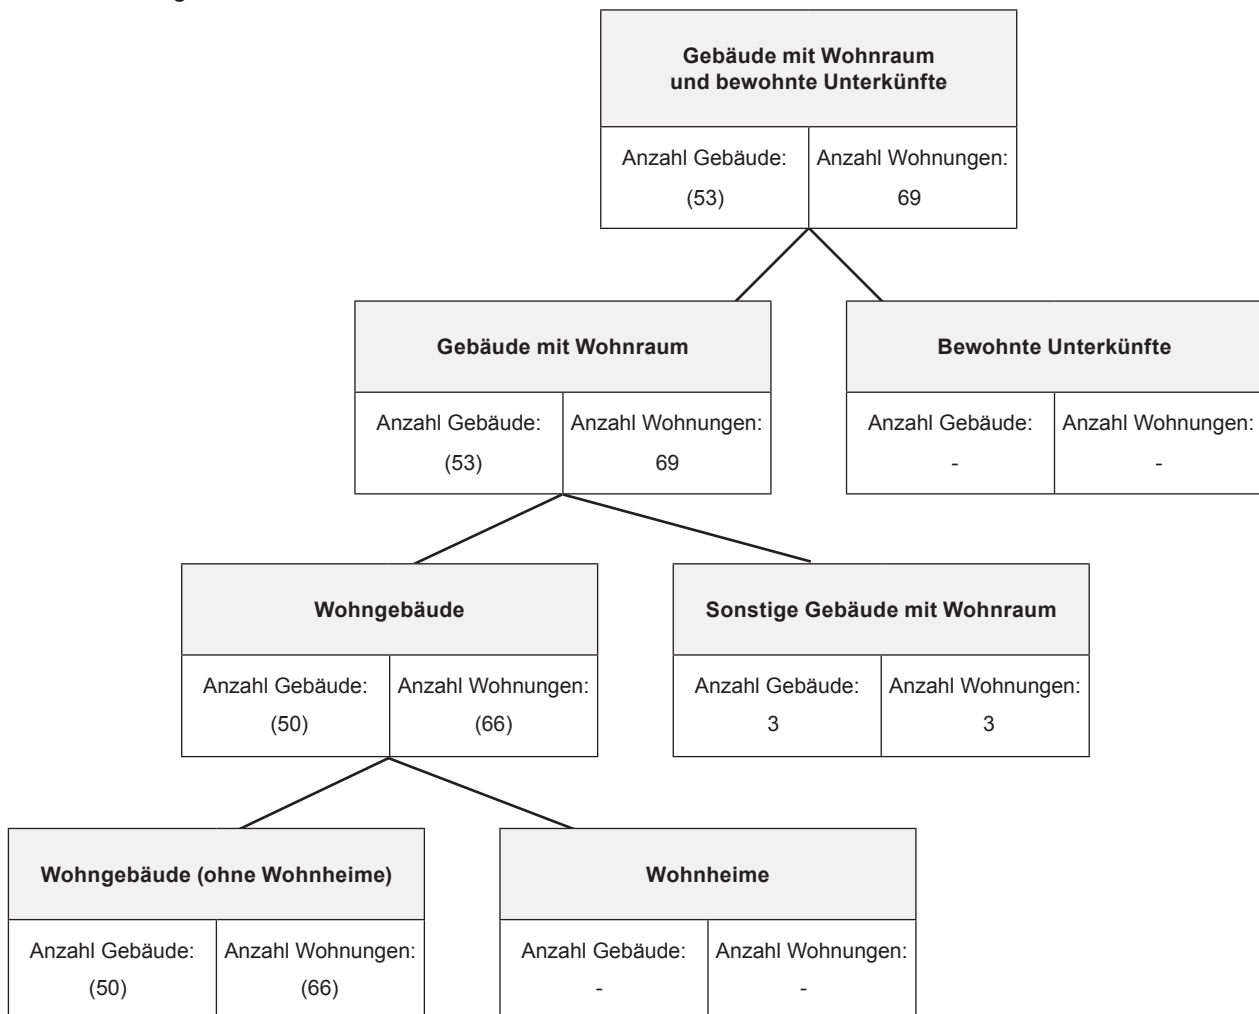 Gebäude mit Wohnraum
und bewohnte Unterkünfte
Anzahl Gebäude: Anzahl Wohnungen:
(53) 69
Gebäude mit Wohnraum Bewohnte Unterkünfte
Anzahl Gebäude: Anzahl Wohnungen: Anzahl Gebäude: Anzahl Wohnungen:
(53) 69 - -
Wohngebäude Sonstige Gebäude mit Wohnraum
Anzahl Gebäude: Anzahl Wohnungen: Anzahl Gebäude: Anzahl Wohnungen:
(50) (66) 3 3
Wohngebäude (ohne Wohnheime) Wohnheime
Anzahl Gebäude: Anzahl Wohnungen: Anzahl Gebäude: Anzahl Wohnungen:
(50) (66) - -